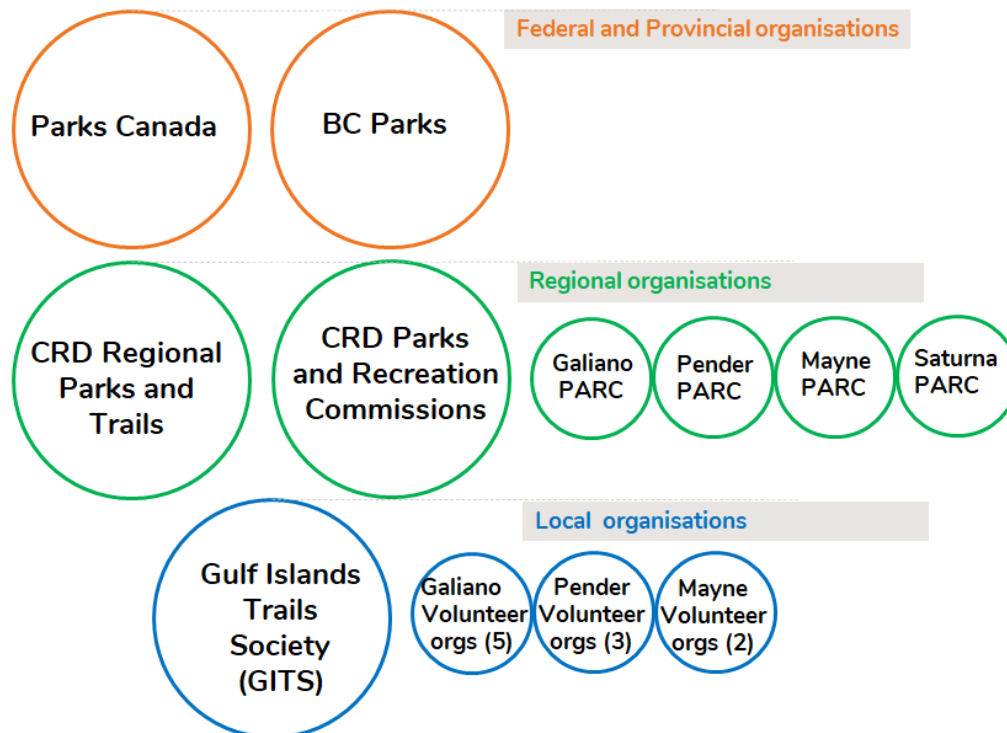 Federal and Provincial organisations
Parks Canada
BC Parks
Regional organisations
CRD Regional
Parks and
Trails
CRD Parks
and Recreation
Commissions
Galiano
PARC
Pender
PARC
Mayne
PARC
Saturna
PARC
Local organisations
Gulf Islands
Trails
Society
(GITS)
Galiano
Volunteer
orgs (5)
Pender
Volunteer
orgs (3)
Mayne
Volunteer
orgs (2)